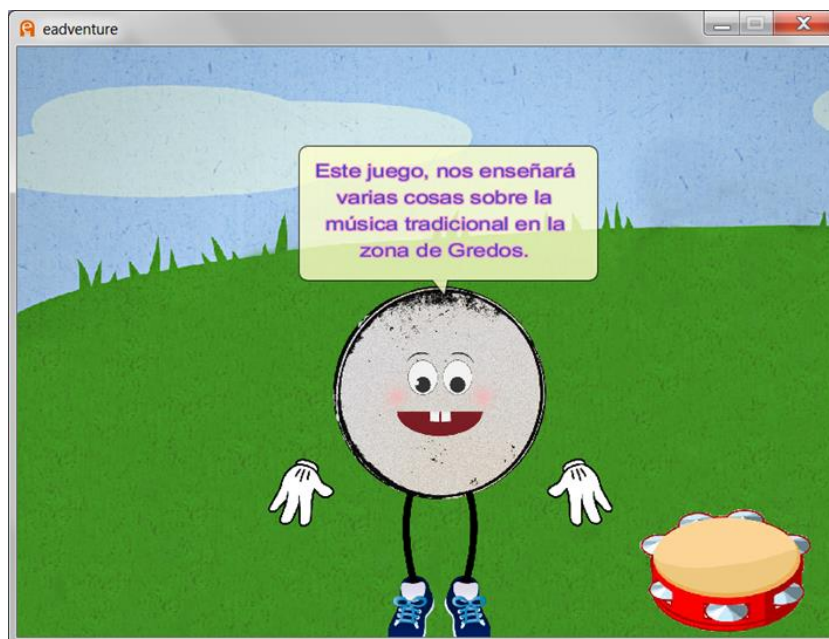 eadventure
Este juego, nos enseñará
varias cosas sobre la
música tradicional en la
zona de Gredos.